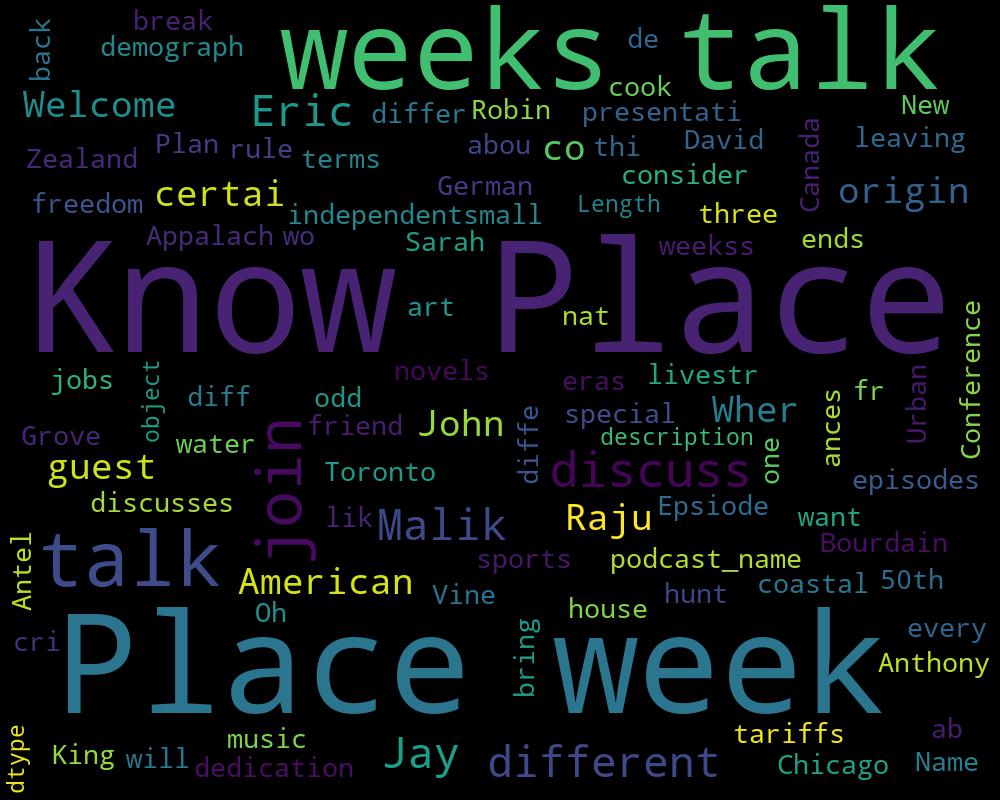 weeks talk
break
de
demograph
back
cook
Welcome
Eric
differ
Robin
presentati
New
Zealand
Plan
rule
terms
abou
co
thi
David
Canada
leaving
freedom
certai
German
consider
origin
independentsmall
Length
three
Appalach
wo
Sarah
weekss
ends
Know Place
art
nat
Conference
jobs
object
diff
odd
novels
eras
livestr
fr
Urban
ances
Grove
water
join
friend
John
diffe
special
Wher
description
one
guest
Toronto
discuss
episodes
discusses
lik
Malik
Raju
Epsiode
want
Antel
talk
sports
podcast_name
Bourdain
American
Vine
hunt
coastal
50th
Oh
house
cri
Place week
bring
every
Anthony
dtype
King
will
music
dedication
Jay
different
tariffs
Chicago
ab
Name